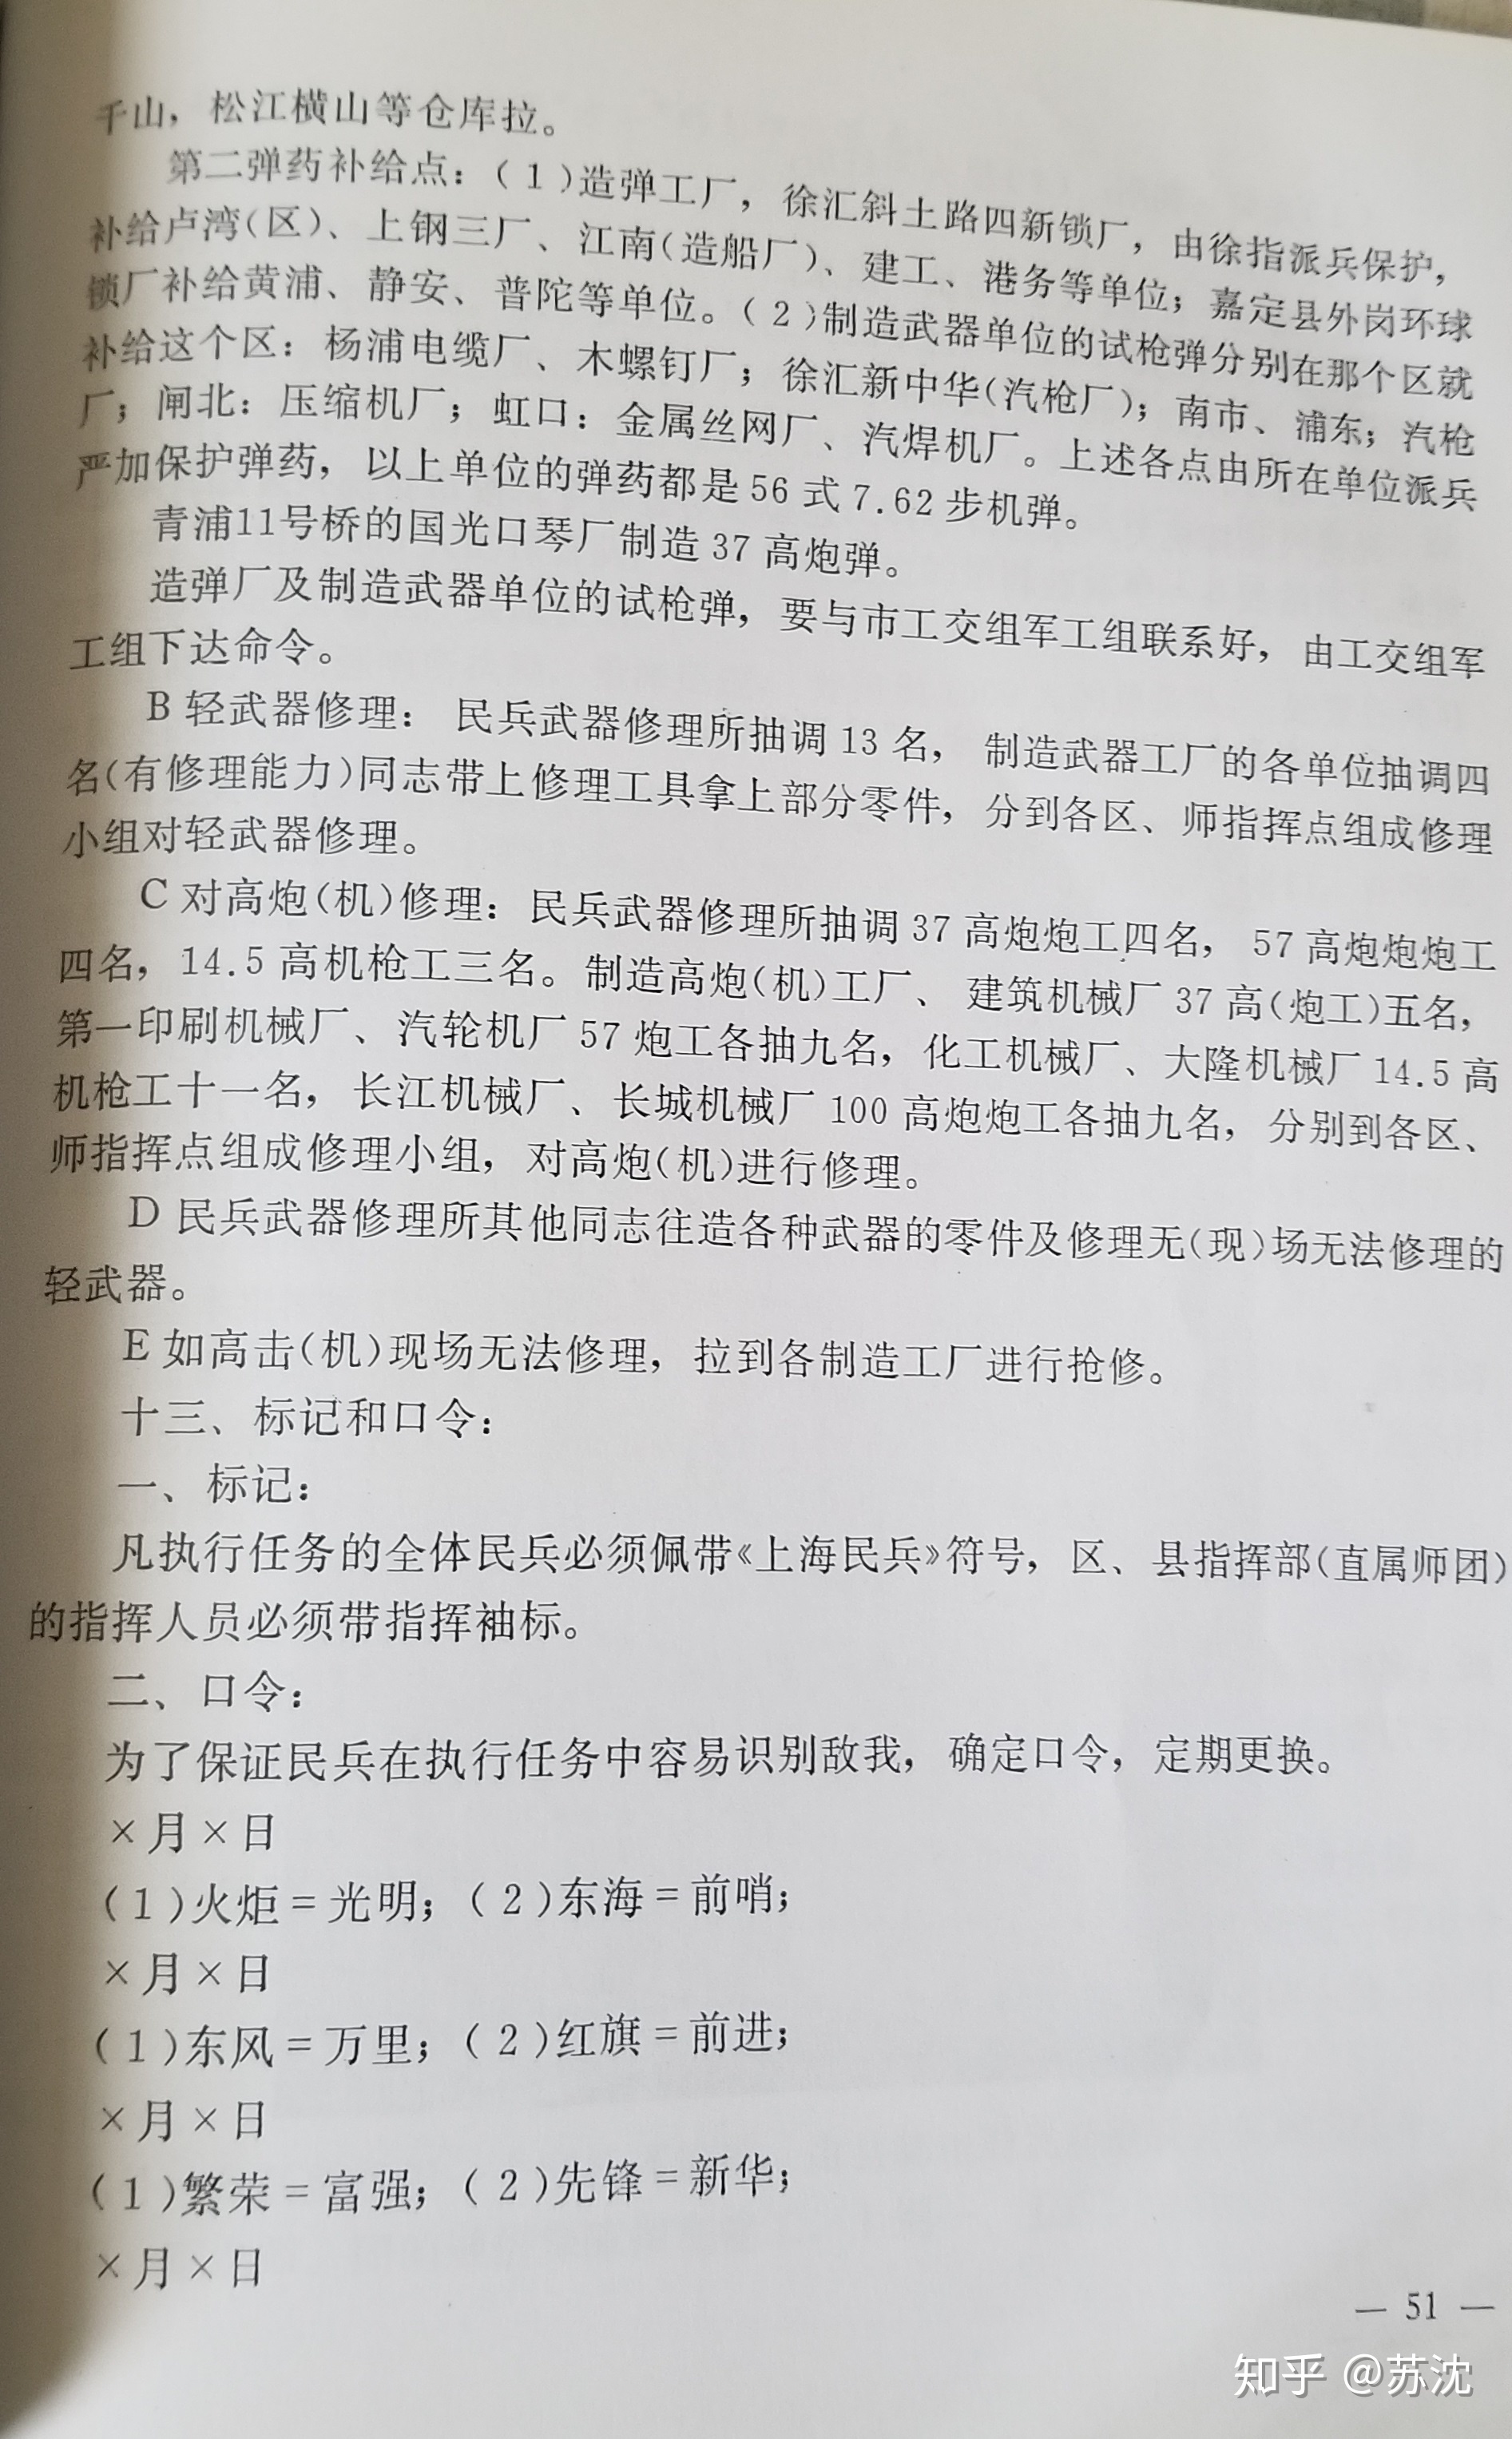 千山，松江横山等仓库拉。
第二弹药补给点：(1)造弹工厂，徐汇斜土路四新锁厂，由徐指派兵保护，
补给卢湾(区)、上钢三厂、江南(造船厂)、建工、港务等单位；嘉定县外岗环球
锁厂补给黄浦、静安、普陀等单位。(2)制造武器单位的试枪弹分别在那个区就
补给这个区：杨浦电缆厂、木螺钉厂；徐汇新中华(汽枪厂)；南市、浦东；汽枪
厂；闸北：压缩机厂；虹口：金属丝网厂、汽焊机厂。上述各点由所在单位派兵
严加保护弹药，以上单位的弹药都是56式7.62步机弹。
青浦11号桥的国光口琴厂制造37高炮弹。
造弹厂及制造武器单位的试枪弹，要与市工交组军工组联系好，由工交组军
工组下达命令。
B轻武器修理：民兵武器修理所抽调13名，制造武器工厂的各单位抽调四
名(有修理能力)同志带上修理工具拿上部分零件，分到各区、师指挥点组成修理
小组对轻武器修理。
C对高炮(机)修理：民兵武器修理所抽调37高炮炮工四名，57高炮炮炮工
四名，14.5高机枪工三名。制造高炮(机)工厂、建筑机械厂37高(炮工)五名，
第一印刷机械厂、汽轮机厂57炮工各抽九名，化工机械厂、大隆机械厂14.5高
机枪工十一名，长江机械厂、长城机械厂100高炮炮工各抽九名，分别到各区、
师指挥点组成修理小组，对高炮(机)进行修理。
D民兵武器修理所其他同志往造各种武器的零件及修理无(现)场无法修理的
轻武器。
E如高击(机)现场无法修理，拉到各制造工厂进行抢修。
十三、标记和口令：
一、标记：
凡执行任务的全体民兵必须佩带《上海民兵》符号，区、县指挥部(直属师团)
的指挥人员必须带指挥袖标。
二、口令：
为了保证民兵在执行任务中容易识别敌我，确定口令，定期更换。
×月×日
(1)火炬=光明；(2)东海=前哨；
×月×日
(1)东风=万里；(2)红旗=前进；
×月×日
(1)繁荣=富强；(2)先锋=新华；
×月×日
— 51 —
知乎 @苏沈